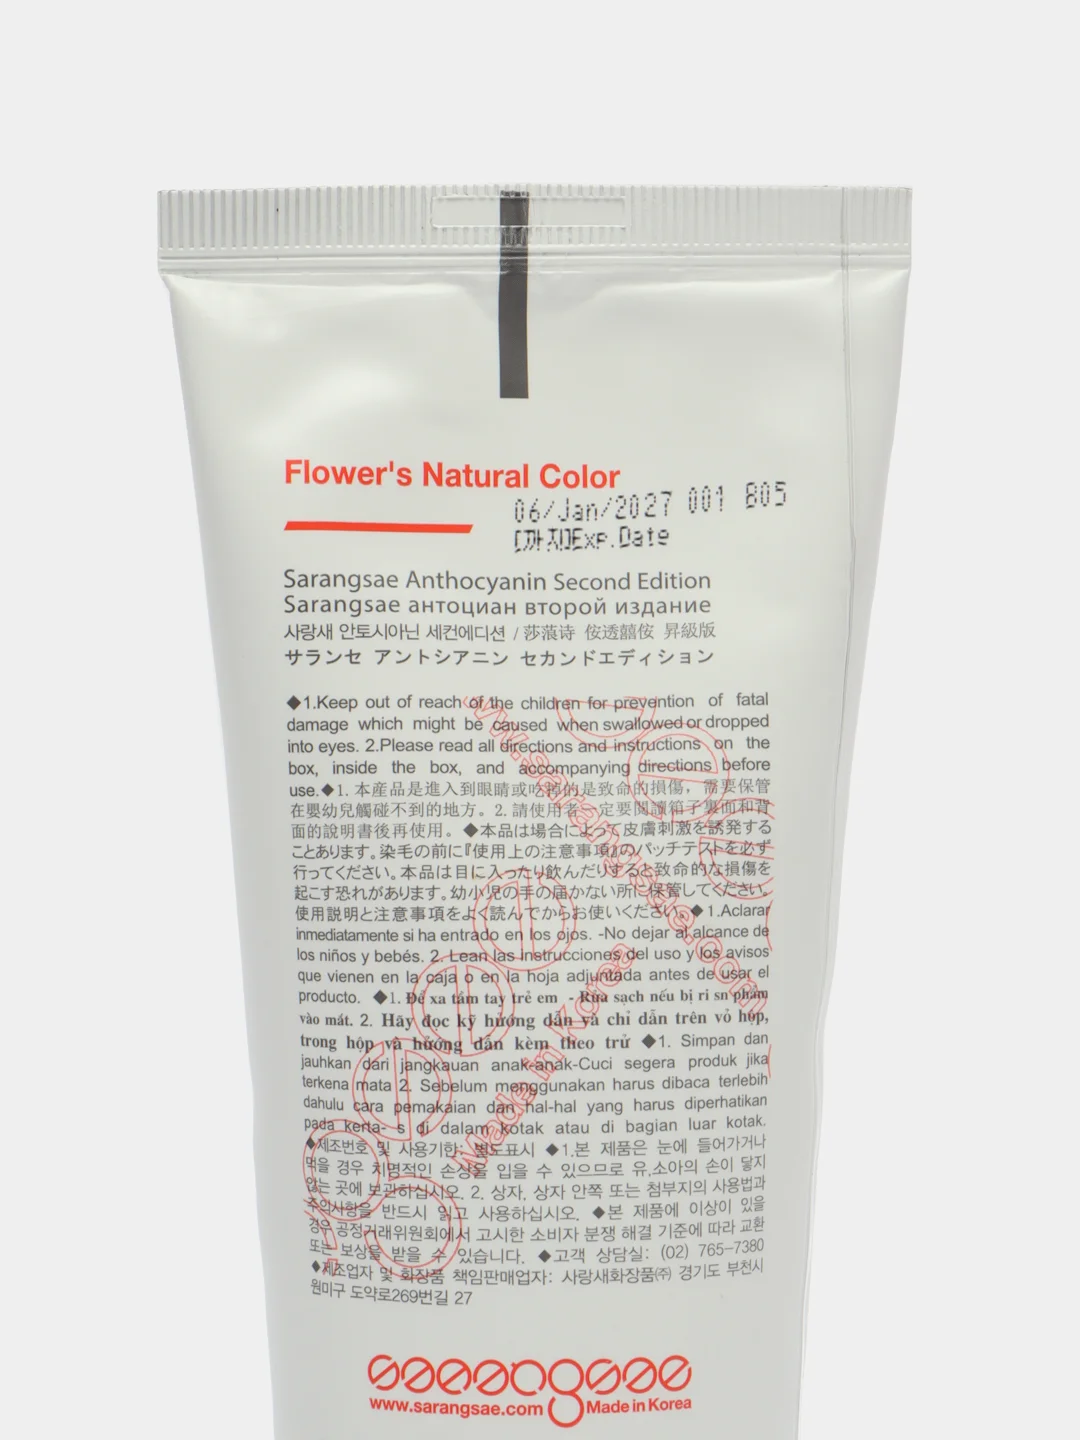 Flower's Natural Color
06/Jan/2027 001 B05
[까지]Exp.Date
Sarangsae Anthocyanin Second Edition
Sarangsae антоциан второй издание
사랑새 안토시아닌 세컨에디션 / 莎蒎诗 侒透囍侒 昇級版
サランセ アントシアニン セカンドエディション
◆1.Keep out of reach of the children for prevention of fatal
damage which might be caused when swallowed or dropped
into eyes. 2.Please read all directions and instructions on the
box, inside the box, and accompanying directions before
use.◆1. 本産品是進入到眼睛或吃掉的是致命的損傷，需要保管
在嬰幼兒觸碰不到的地方。2. 請使用者一定要閱讀箱子裏面和背
面的說明書後再使用。◆本品は場合によって皮膚刺激を誘発する
ことあります。染毛の前に『使用上の注意事項』のパッチテストを必ず
行ってください。本品は目に入ったり飲んだりすると致命的な損傷を
起こす恐れがあります。幼小児の手の届かない所に保管してください。
使用説明と注意事項をよく読んでからお使いください。◆1.Aclarar
inmediatamente si ha entrado en los ojos. -No dejar al alcance de
los niños y bebés. 2. Lean las instrucciones del uso y los avisos
que vienen en la caja o en la hoja adjuntada antes de usar el
producto. ◆1. Để xa tầm tay trẻ em - Rửa sạch nếu bị ri sn phẩm
vào mắt. 2. Hãy đọc kỹ hướng dẫn và chỉ dẫn trên vỏ hộp,
trong hộp và hướng dẫn kèm theo trứ ◆1. Simpan dan
jauhkan dari jangkauan anak-anak-Cuci segera produk jika
terkena mata 2. Sebelum menggunakan harus dibaca terlebih
dahulu cara pemakaian dan hal-hal yang harus diperhatikan
pada kerta- s di dalam kotak atau di bagian luar kotak.
◆제조번호 및 사용기한: 별도표시 ◆1.본 제품은 눈에 들어가거나
먹을 경우 치명적인 손상을 입을 수 있으므로 유,소아의 손이 닿지
않는 곳에 보관하십시오. 2. 상자, 상자 안쪽 또는 첨부지의 사용법과
주의사항을 반드시 읽고 사용하십시오. ◆본 제품에 이상이 있을
경우 공정거래위원회에서 고시한 소비자 분쟁 해결 기준에 따라 교환
또는 보상을 받을 수 있습니다. ◆고객 상담실: (02) 765-7380
◆제조업자 및 화장품 책임판매업자: 사랑새화장품㈜ 경기도 부천시
원미구 도약로269번길 27
www.sarangsae.com
Made in Korea
sarangsae
www.sarangsae.com Made in Korea